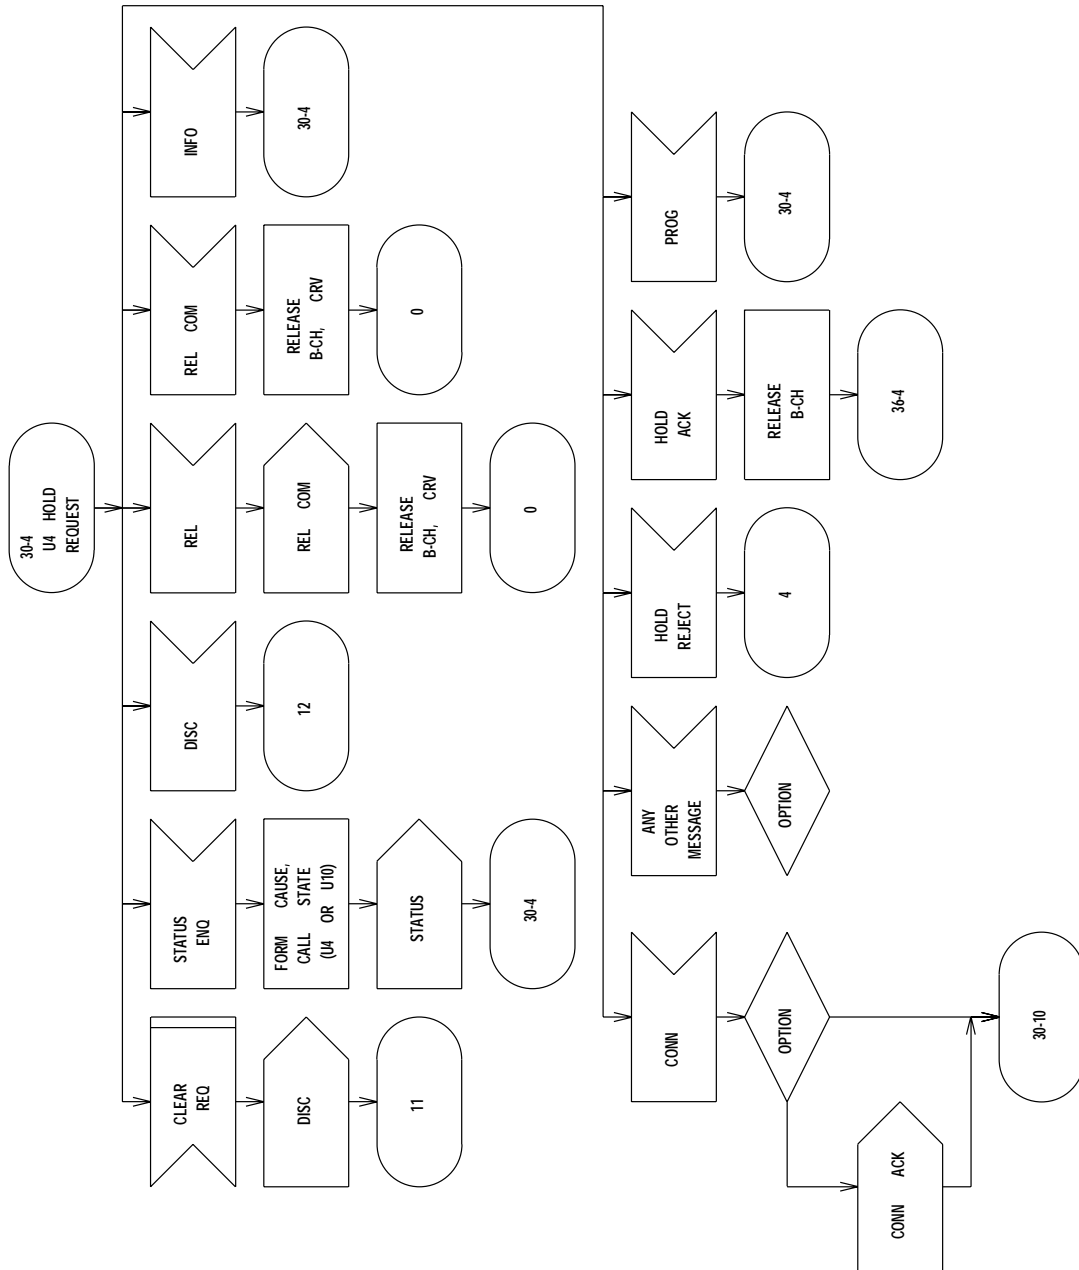 30-4
U4 HOLD
REQUEST
CLEAR
REQ
DISC
11
STATUS
ENQ
FORM CAUSE,
CALL STATE
(U4 OR U10)
STATUS
30-4
DISC
12
REL
REL COM
RELEASE
B-CH, CRV
0
REL COM
RELEASE
B-CH, CRV
0
INFO
30-4
CONN
OPTION
CONN ACK
30-10
ANY
OTHER
MESSAGE
OPTION
HOLD
REJECT
4
HOLD
ACK
RELEASE
B-CH
36-4
PROG
30-4